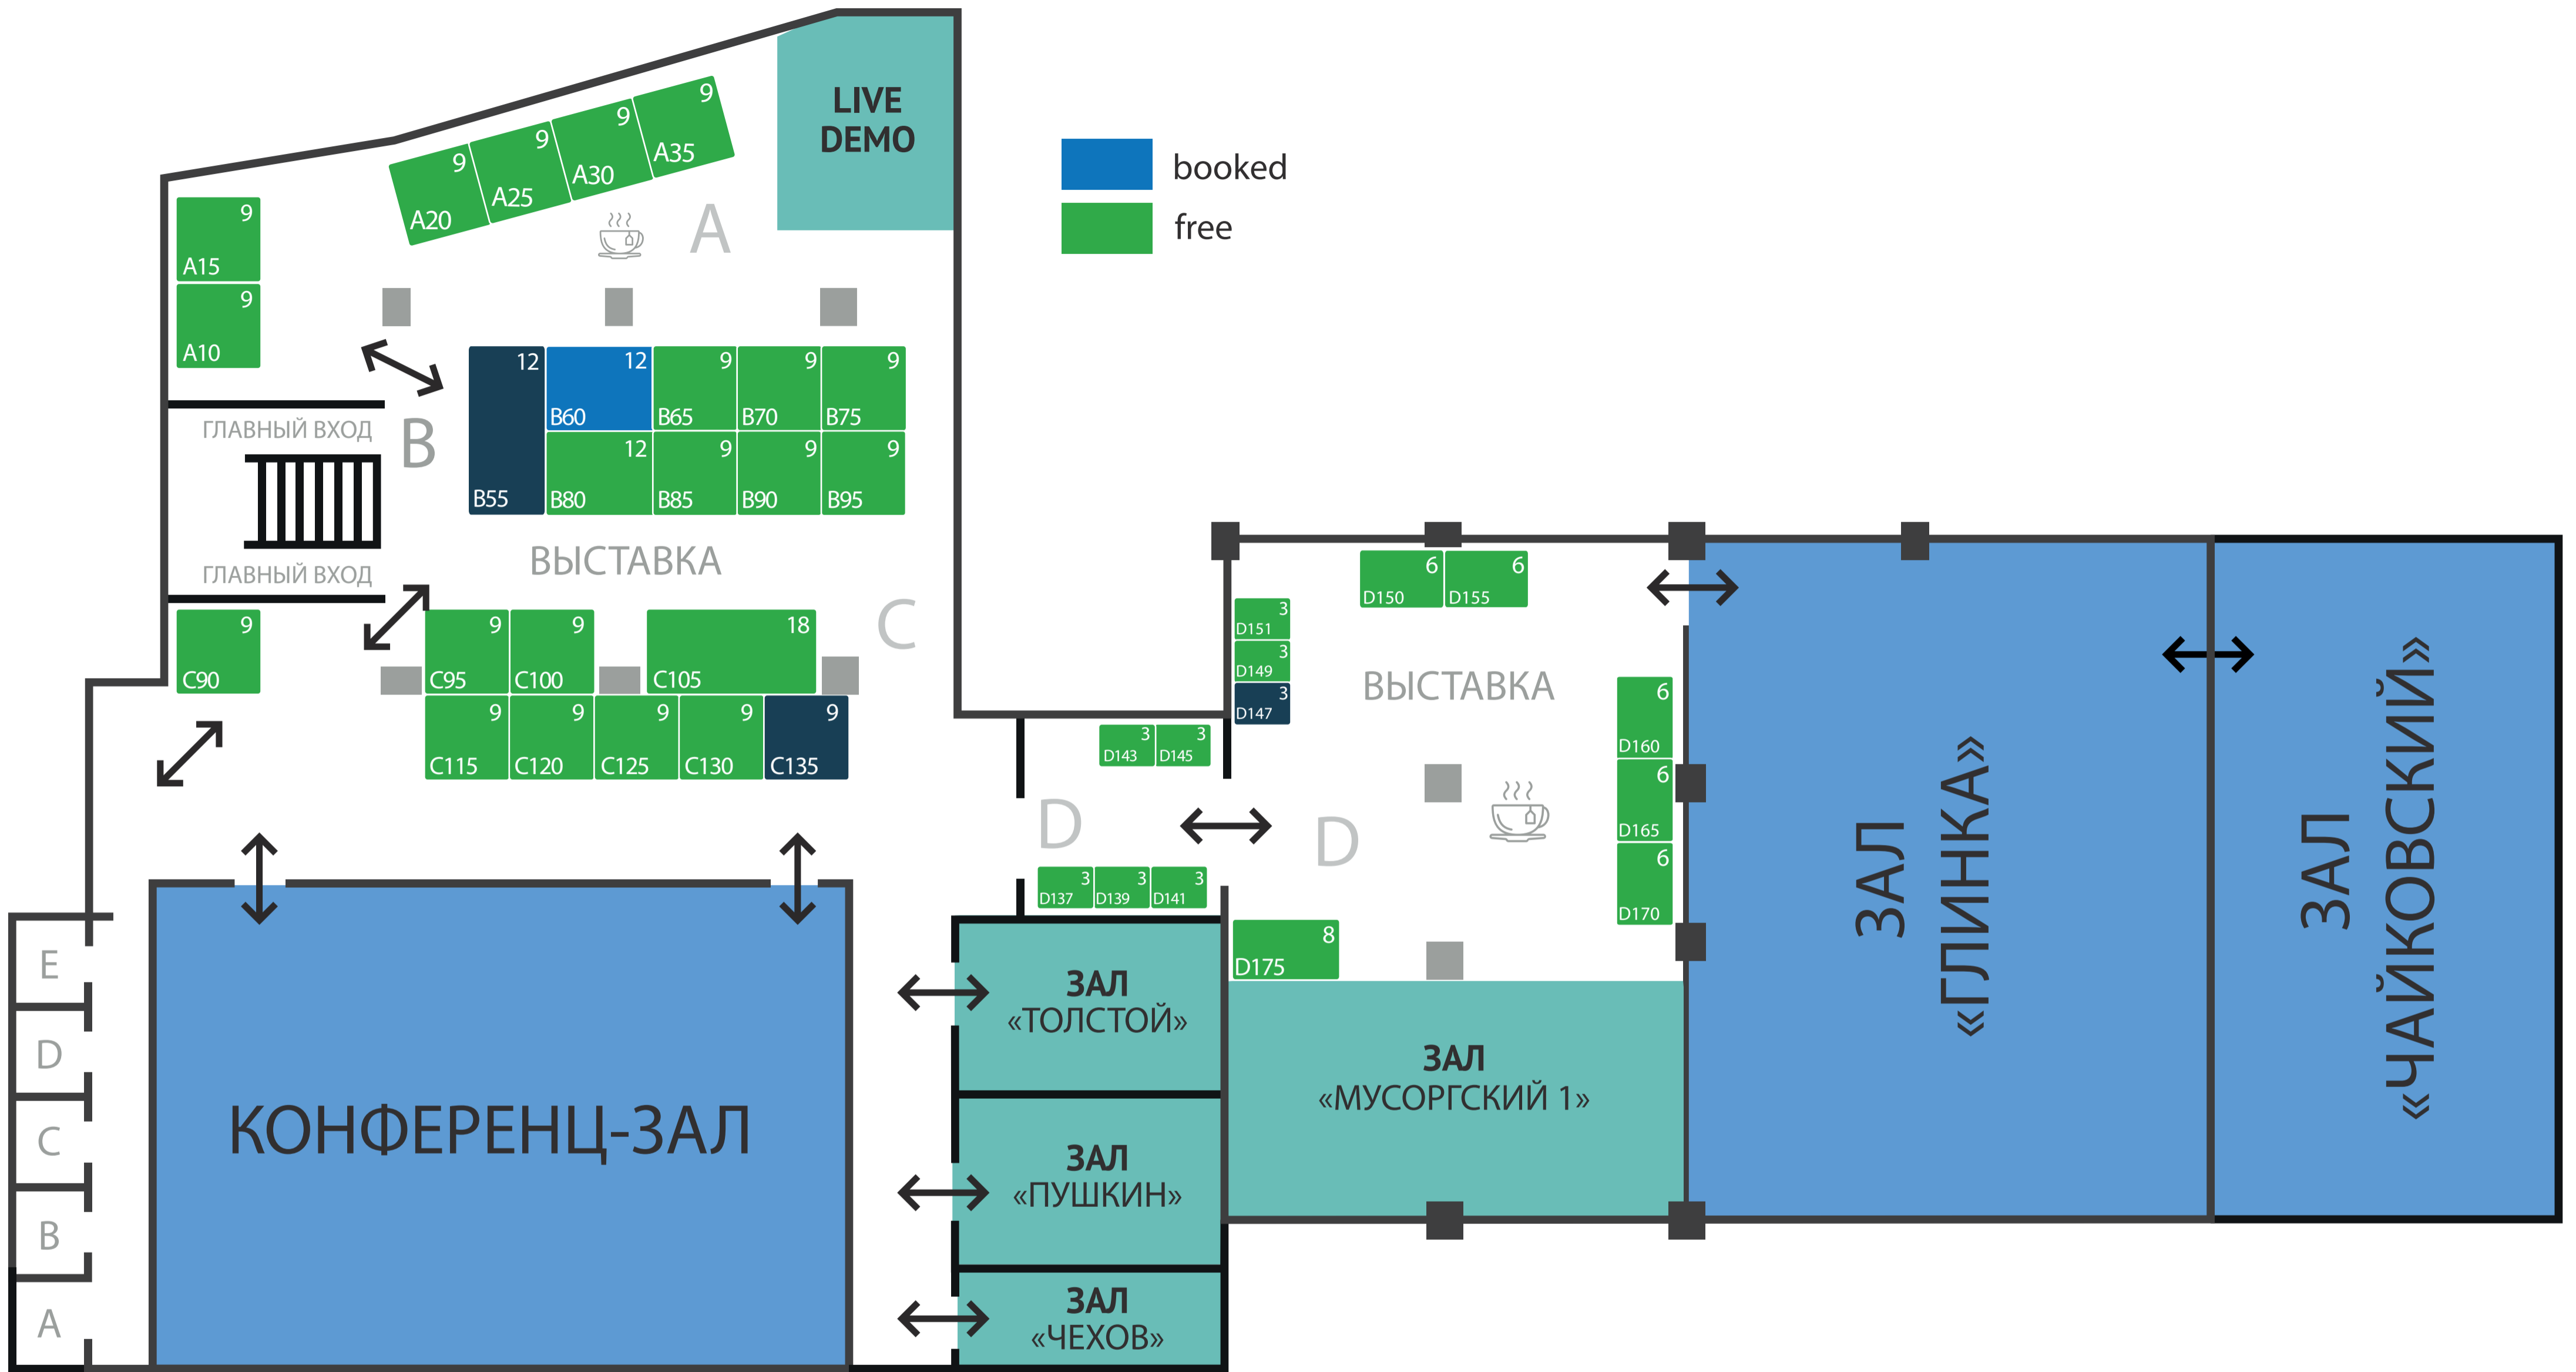 LIVE
DEMO
booked
free
9
A35
9
A30
9
A25
9
A20
A
9
A15
9
A10
ГЛАВНЫЙ ВХОД
B
ГЛАВНЫЙ ВХОД
12
B55
12
B60
9
B65
9
B70
9
B75
12
B80
9
B85
9
B90
9
B95
ВЫСТАВКА
C
9
C90
9
C95
9
C100
18
C105
9
C115
9
C120
9
C125
9
C130
9
C135
6
D150
6
D155
3
D151
3
D149
3
D147
ВЫСТАВКА
3
D143
3
D145
6
D160
6
D165
6
D170
D
D
3
D137
3
D139
3
D141
8
D175
ЗАЛ
«ГЛИНКА»
ЗАЛ
«ЧАЙКОВСКИЙ»
E
D
C
B
A
КОНФЕРЕНЦ-ЗАЛ
ЗАЛ
«ТОЛСТОЙ»
ЗАЛ
«ПУШКИН»
ЗАЛ
«ЧЕХОВ»
ЗАЛ
«МУСОРГСКИЙ 1»